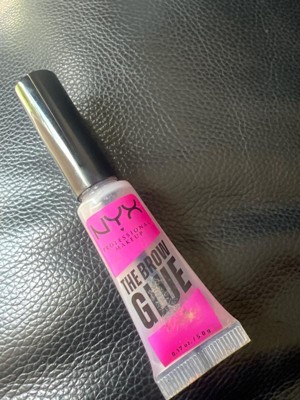 NYX
PROFESSIONAL
MAKEUP
THE BROW
GLUE